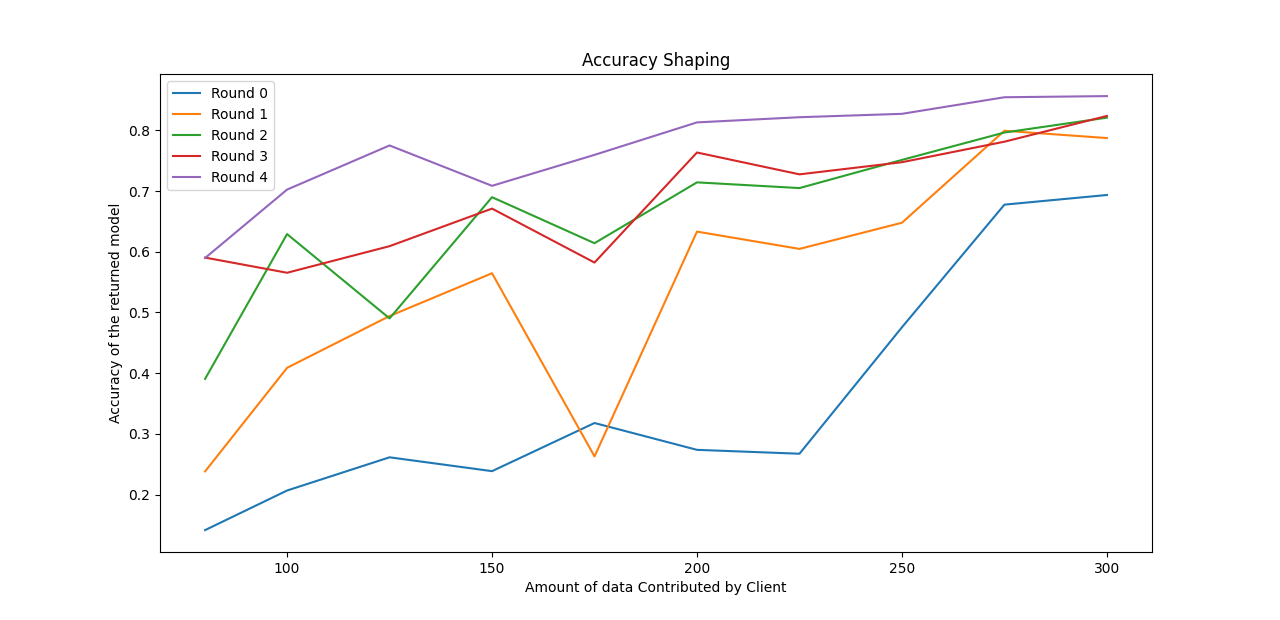 Accuracy Shaping
Round 0
Round 1
Round 2
Round 3
Round 4
0.8
0.7
0.6
0.5
0.4
0.3
0.2
Accuracy of the returned model
100
150
200
250
300
Amount of data Contributed by Client